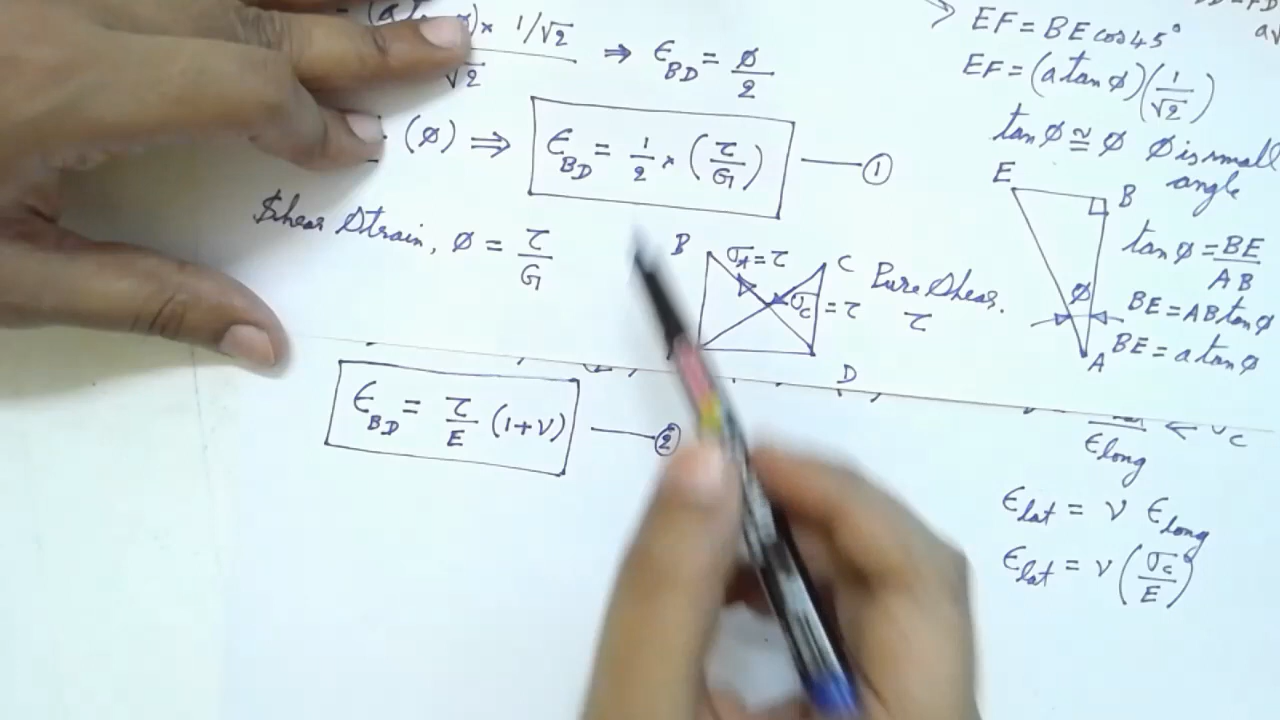 × 1/√2
√2
⇒ ϵ_BD = ø/2
(ø) ⇒ ϵ_BD = 1/2 × (τ/G) —— ①
Shear Strain, ø = τ/G
B
σ_t = τ
C
σ_c = τ
D
Pure Shear.
τ
ϵ_BD = τ/E (1+ν) —— ②
EF = BE cos45°
EF = (a tan ø)(1/√2)
tan ø ≅ ø ø is small
angle
E
B
ø
A
tan ø = BE/AB
BE = AB tan ø
BE = a tan ø
ϵ_long
ϵ_lat = ν ϵ_long
ϵ_lat = ν (σ_c/E)